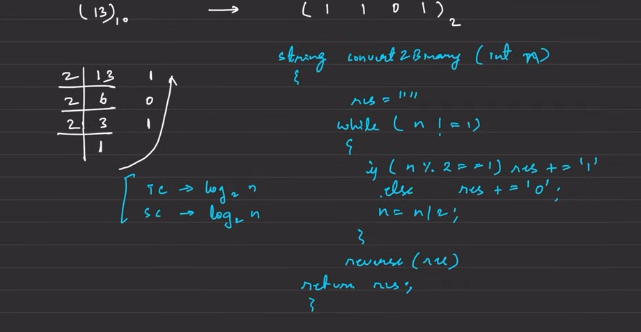 (13)₁₀ → (1 1 0 1)₂
2 13 1
2 6 0
2 3 1
1
TC → log₂ n
SC → log₂ n
string convert2Binary (int n)
{
res = ""
while ( n ! = 1)
{
if ( n % 2 == 1) res += '1'
else res += '0';
n = n/2;
}
reverse (res)
return res;
}